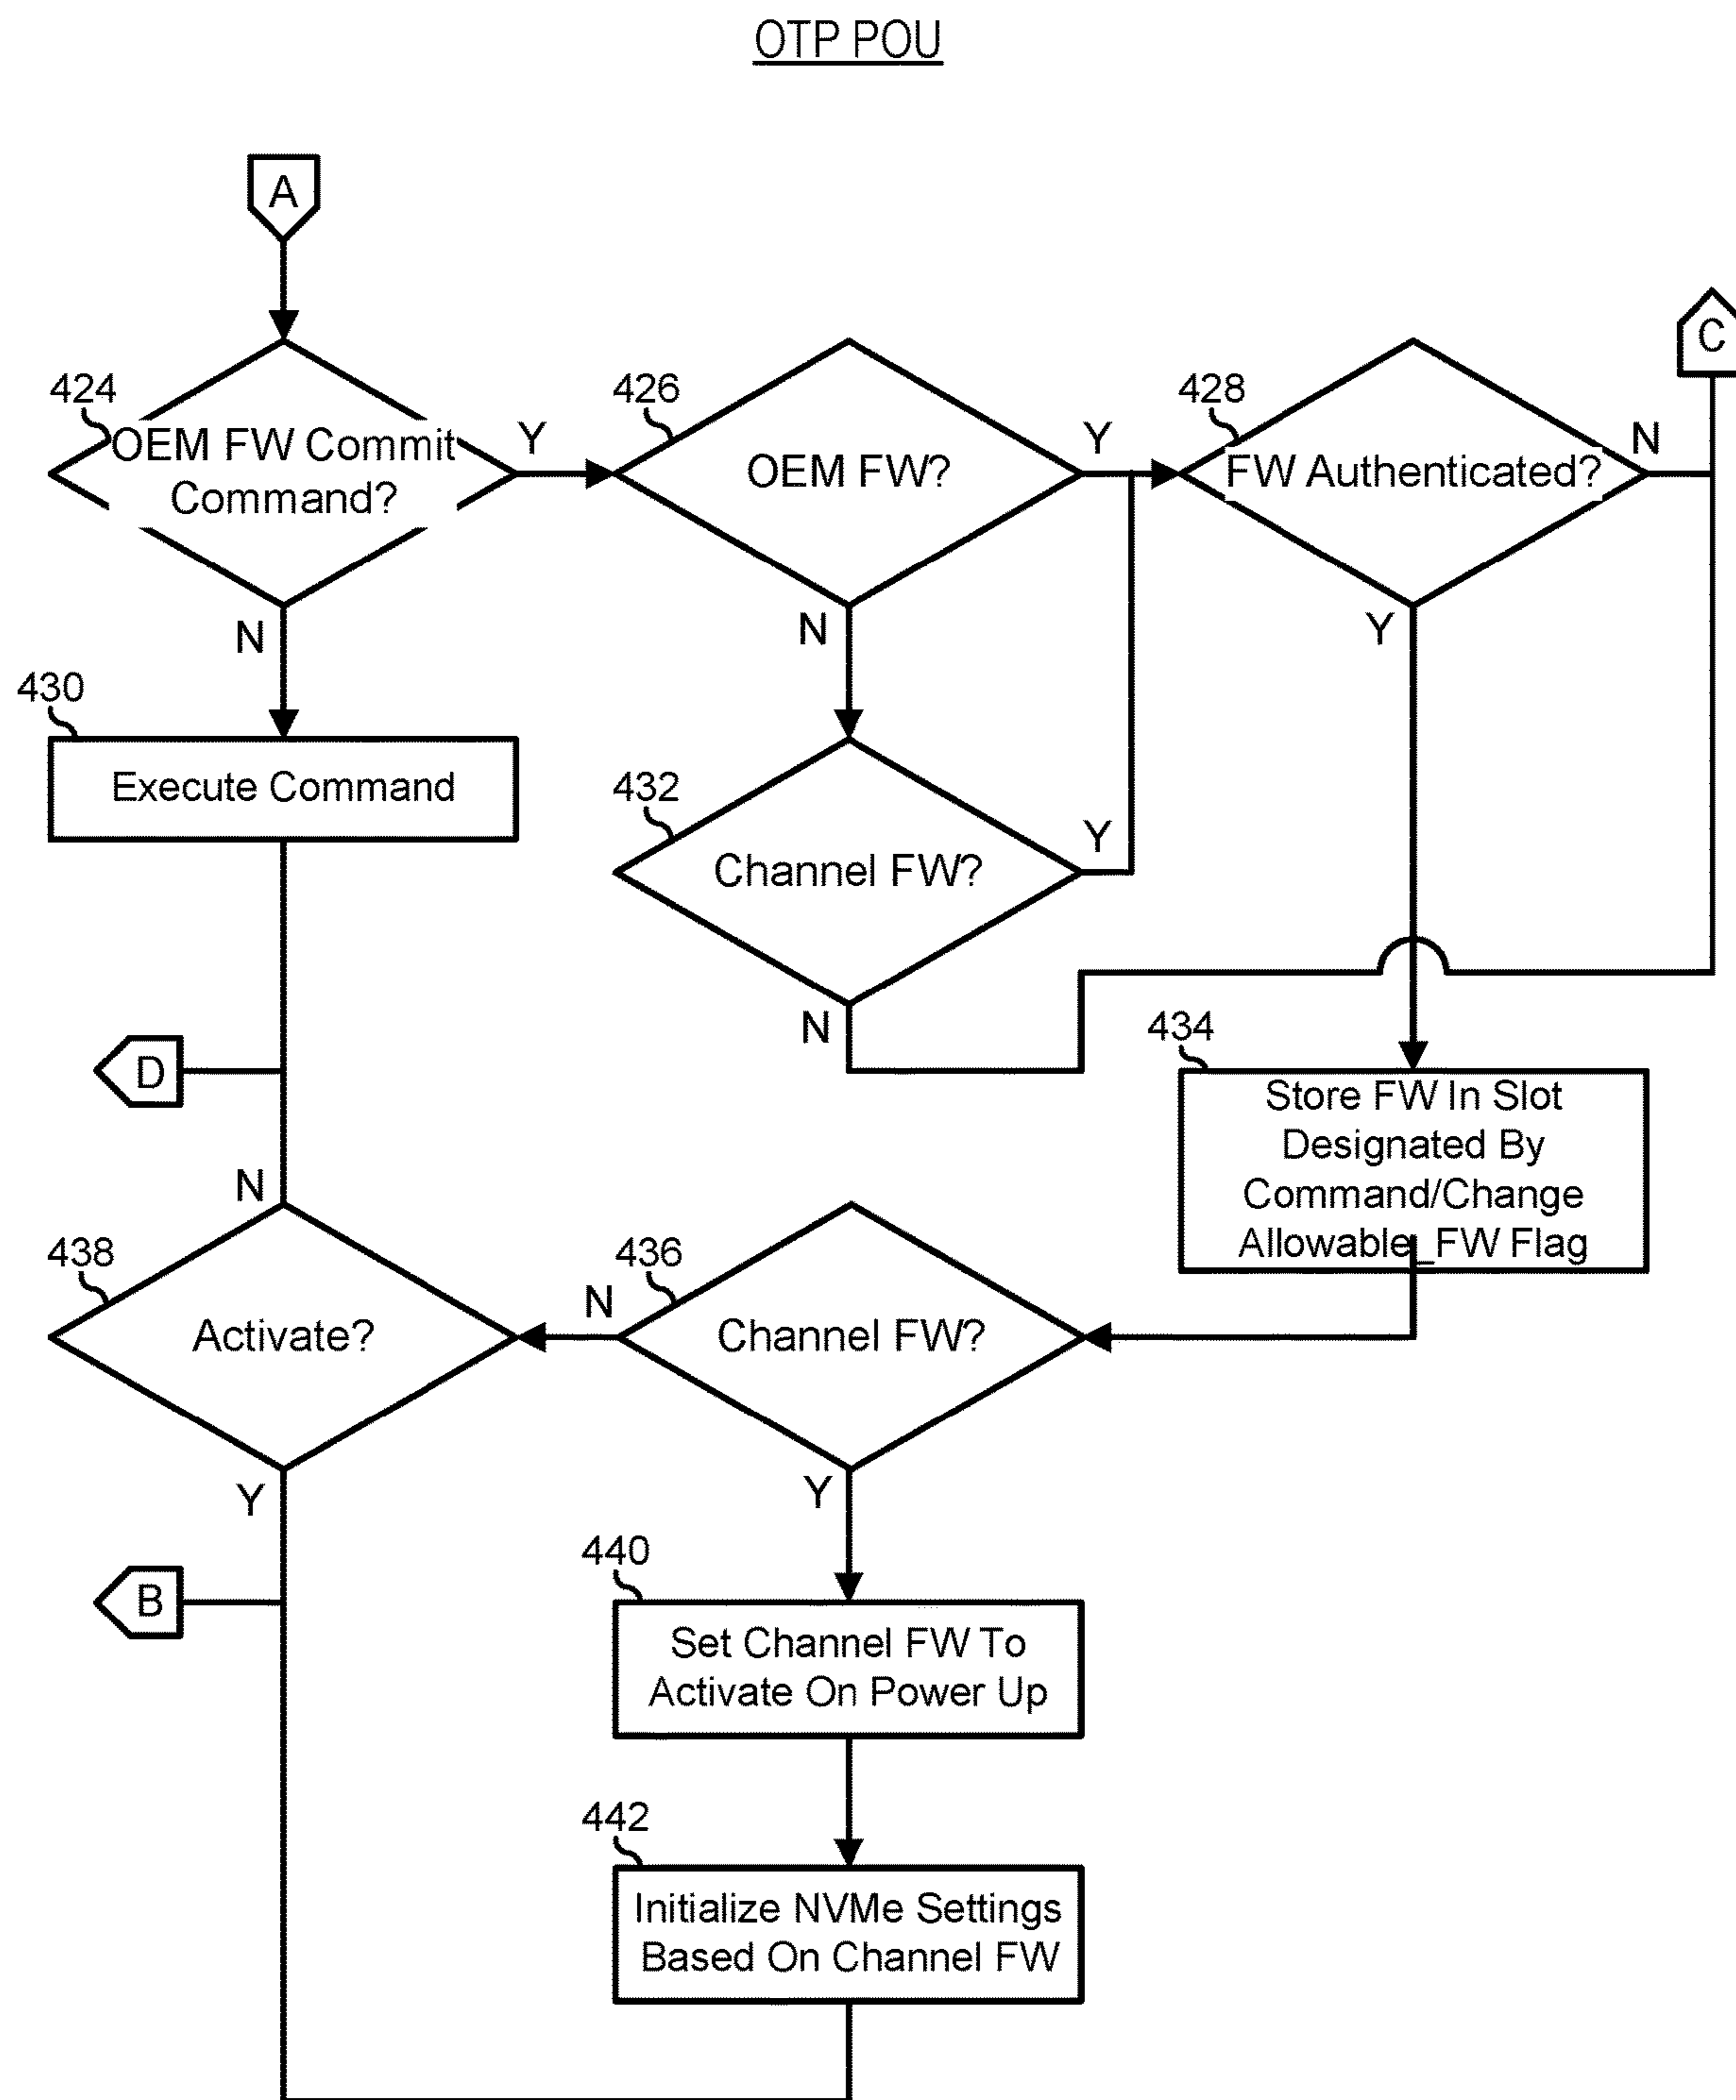 OTP POU
A
424
OEM FW Commit
Command?
Y
N
426
OEM FW?
Y
N
428
FW Authenticated?
N
Y
C
430
Execute Command
432
Channel FW?
Y
N
D
434
Store FW In Slot
Designated By
Command/Change
Allowable_FW Flag
N
438
Activate?
Y
436
Channel FW?
N
Y
B
440
Set Channel FW To
Activate On Power Up
442
Initialize NVMe Settings
Based On Channel FW